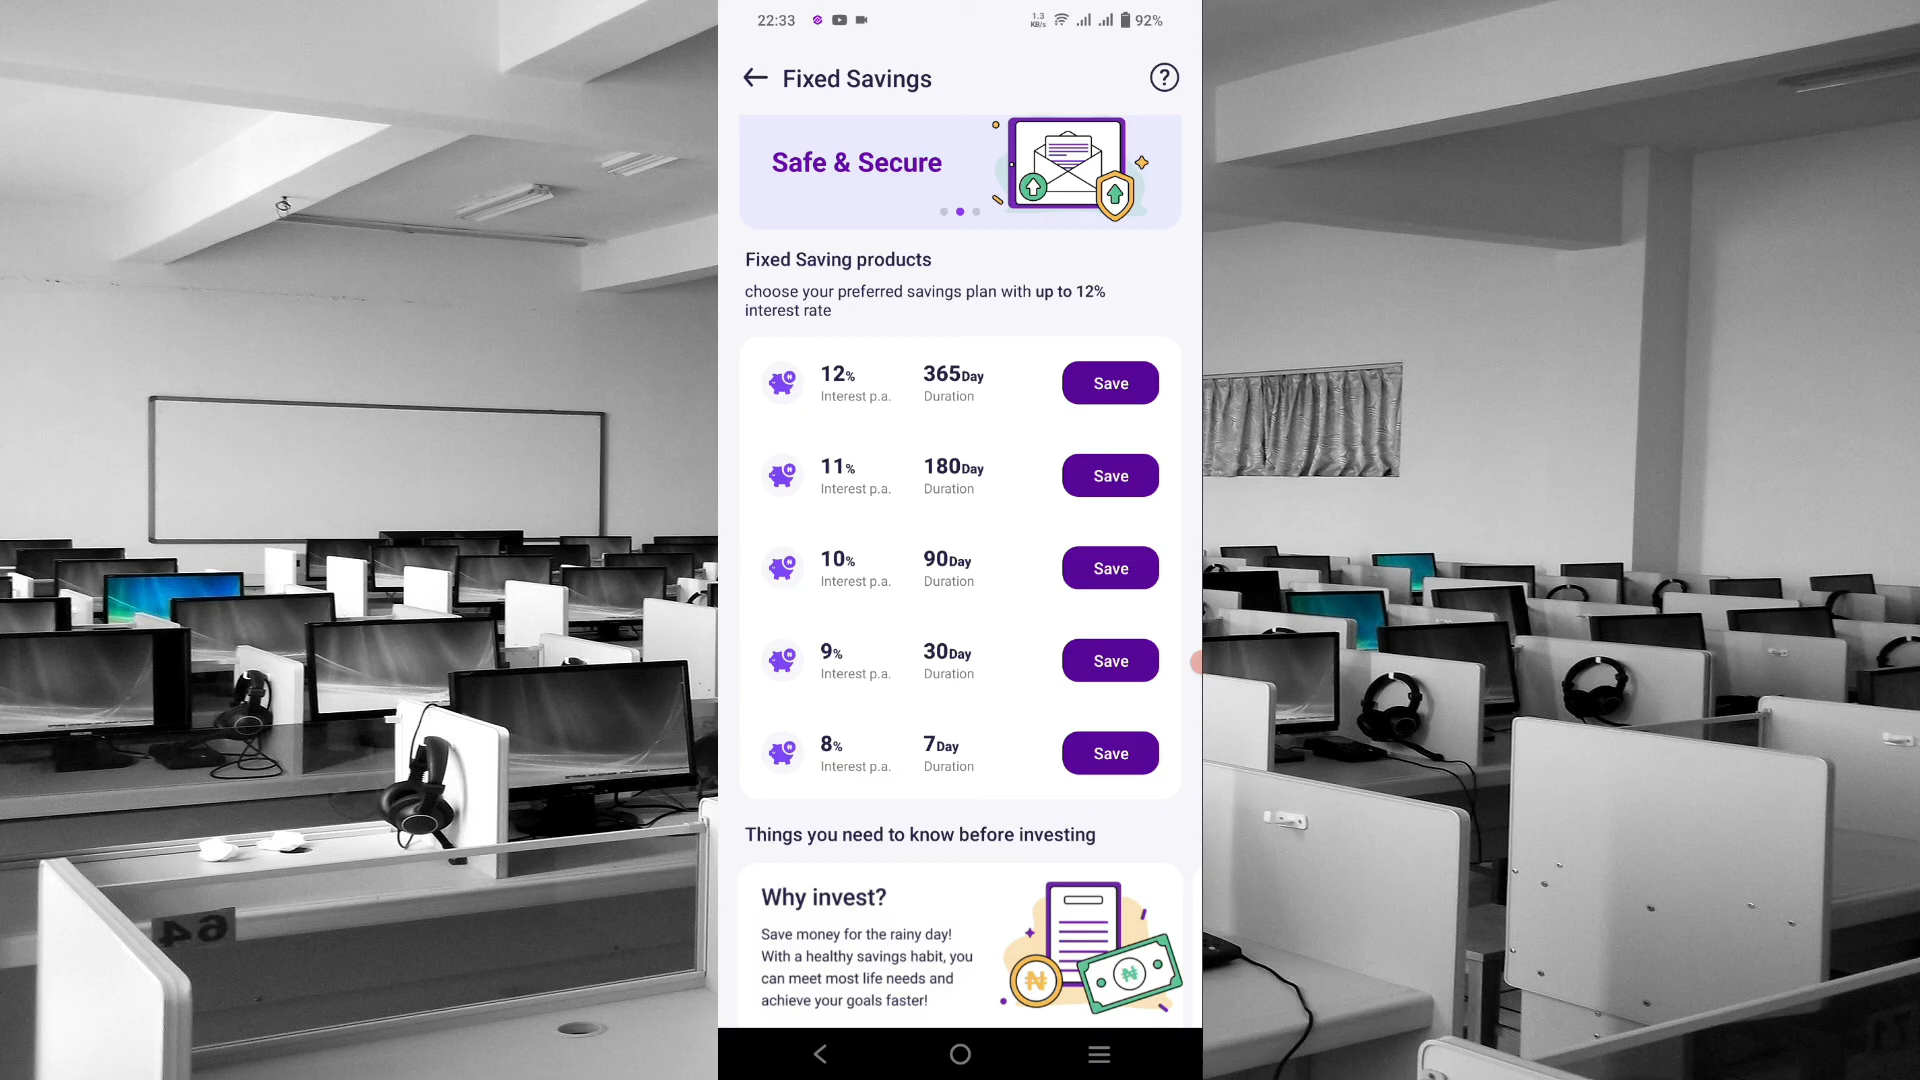 22:33
1.3
KB/s
92%
Fixed Savings
?
Safe & Secure
Fixed Saving products
choose your preferred savings plan with up to 12%
interest rate
12% 365Day Save
Interest p.a. Duration
11% 180Day Save
Interest p.a. Duration
10% 90Day Save
Interest p.a. Duration
9% 30Day Save
Interest p.a. Duration
8% 7Day Save
Interest p.a. Duration
Things you need to know before investing
Why invest?
Save money for the rainy day!
With a healthy savings habit, you
can meet most life needs and
achieve your goals faster!
₦
₦
64